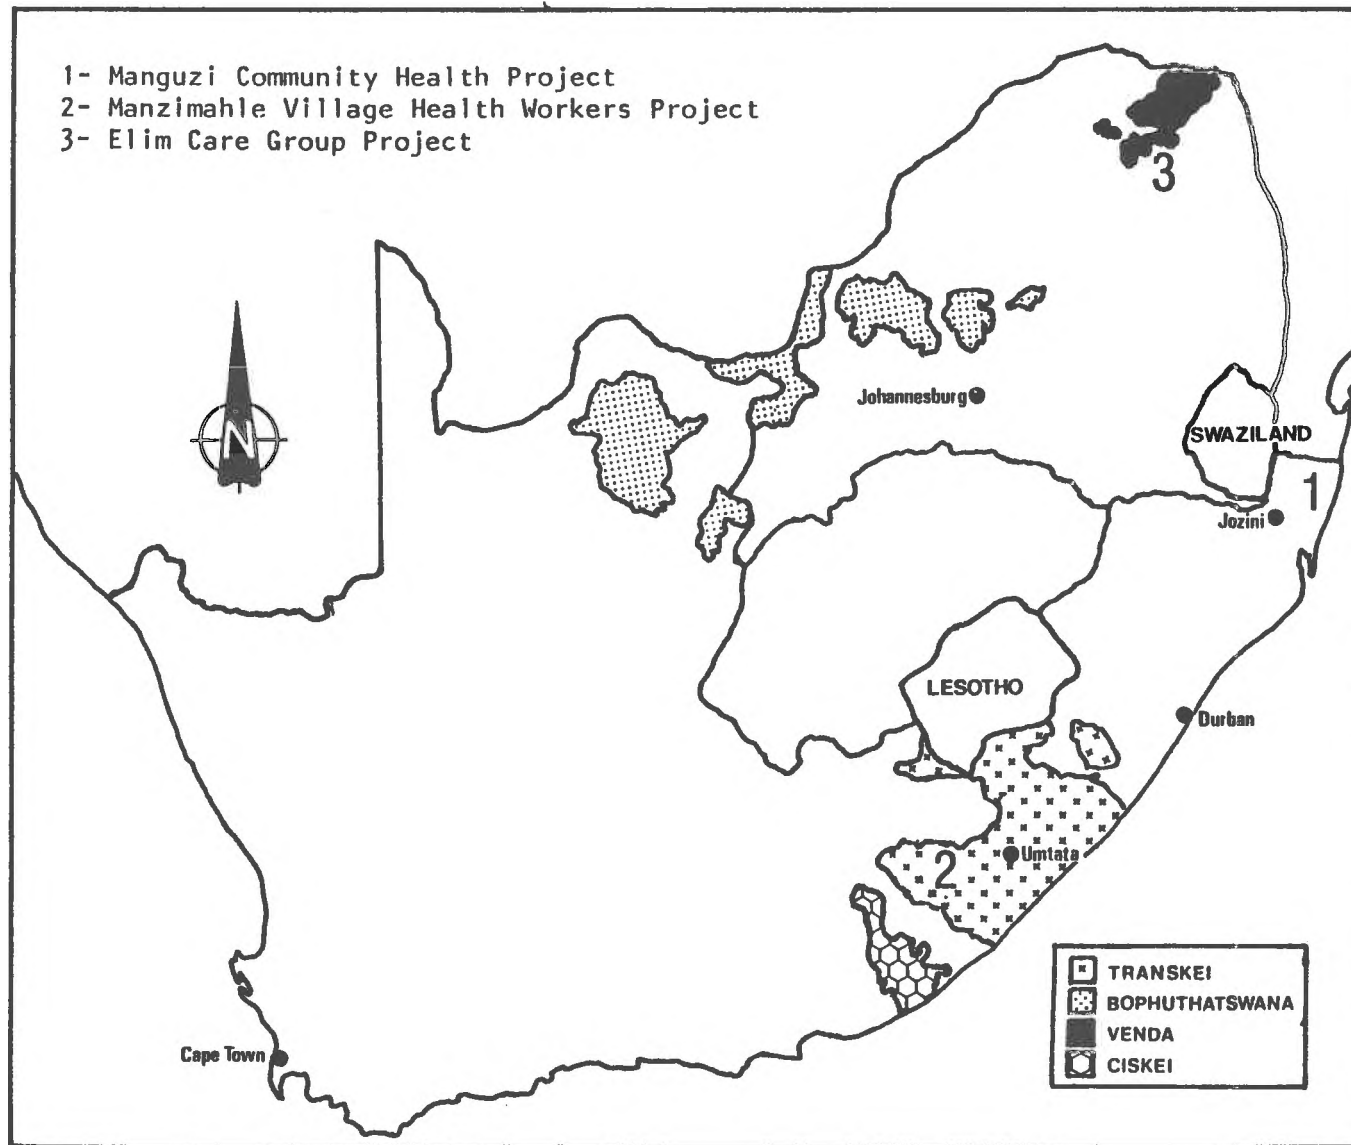 1- Manguzi Community Health Project
2- Manzimahle Village Health Workers Project
3- Elim Care Group Project
3
N
Johannesburg
SWAZILAND
1
Jozini
LESOTHO
Durban
2
Umtata
Cape Town
TRANSKEI
BOPHUTHATSWANA
VENDA
CISKEI